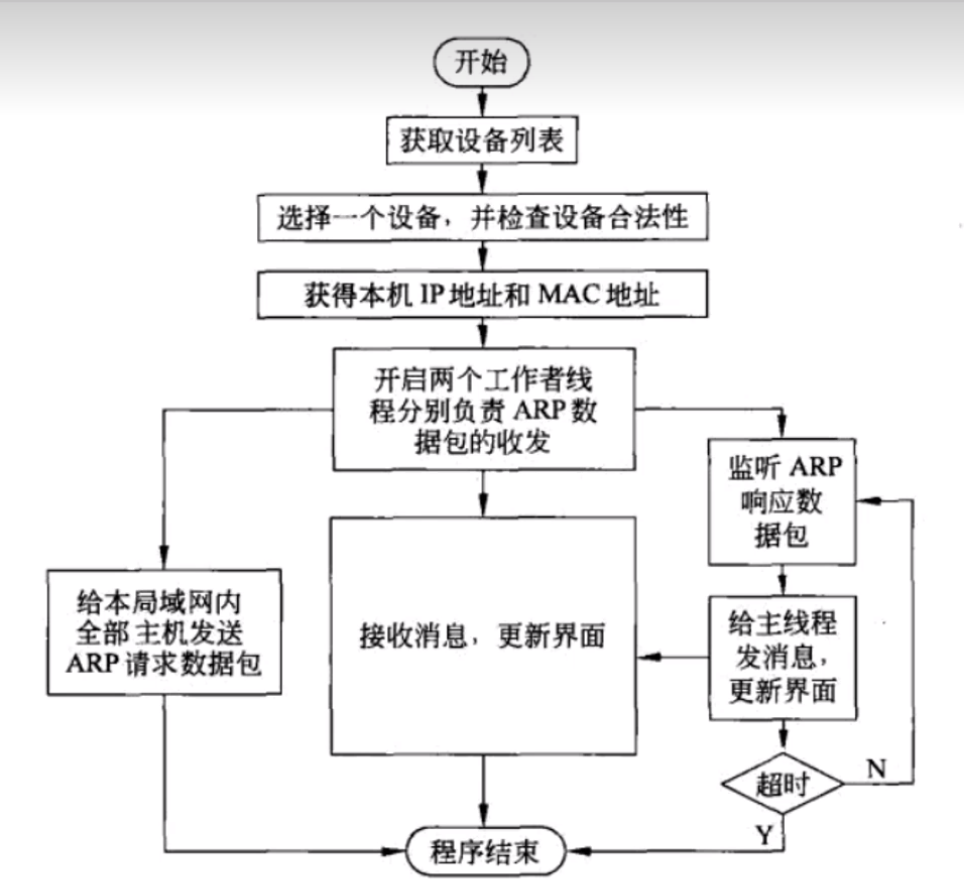 开始
获取设备列表
选择一个设备，并检查设备合法性
获得本机 IP 地址和 MAC 地址
开启两个工作者线
程分别负责 ARP 数
据包的收发
监听 ARP
响应数
据包
给本局域网内
全部主机发送
ARP 请求数据包
接收消息，更新界面
给主线程
发消息，
更新界面
超时
N
Y
程序结束